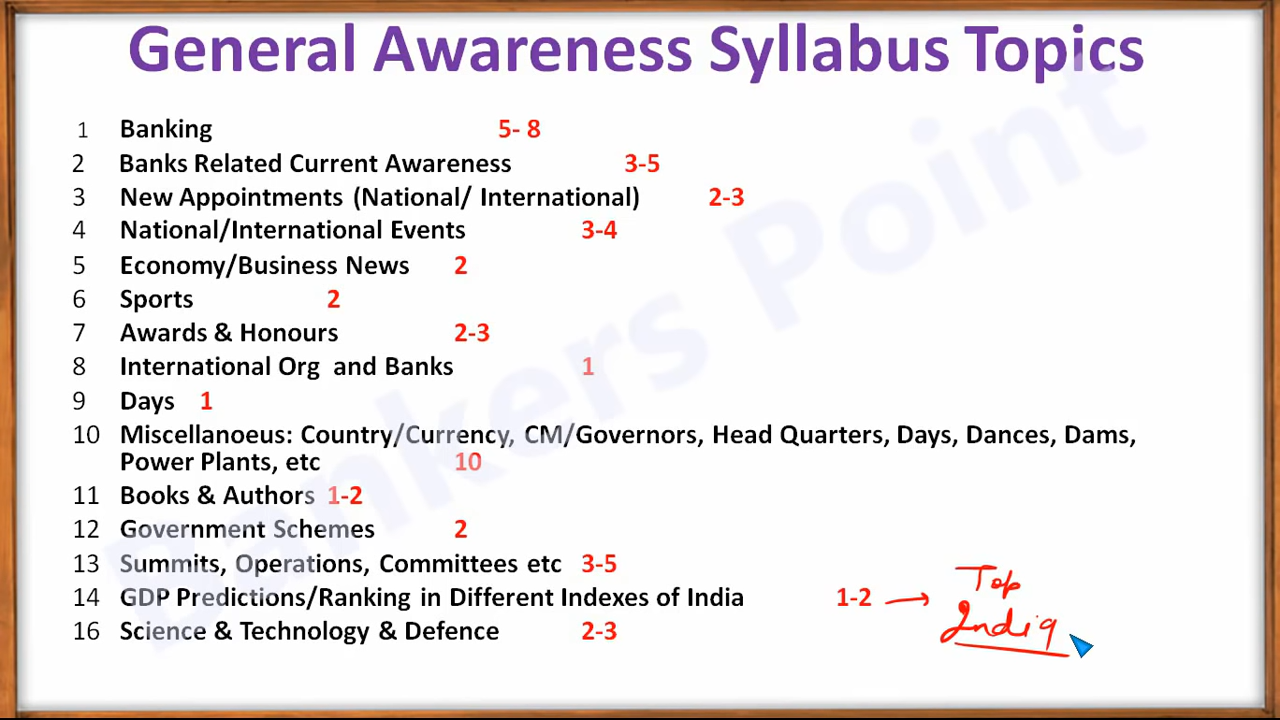 General Awareness Syllabus Topics
1 Banking 5- 8
2 Banks Related Current Awareness 3-5
3 New Appointments (National/ International) 2-3
4 National/International Events 3-4
5 Economy/Business News 2
6 Sports 2
7 Awards & Honours 2-3
8 International Org and Banks 1
9 Days 1
10 Miscellanoeus: Country/Currency, CM/Governors, Head Quarters, Days, Dances, Dams,
Power Plants, etc 10
11 Books & Authors 1-2
12 Government Schemes 2
13 Summits, Operations, Committees etc 3-5
14 GDP Predictions/Ranking in Different Indexes of India 1-2 → Top
India
16 Science & Technology & Defence 2-3
Bankers Point